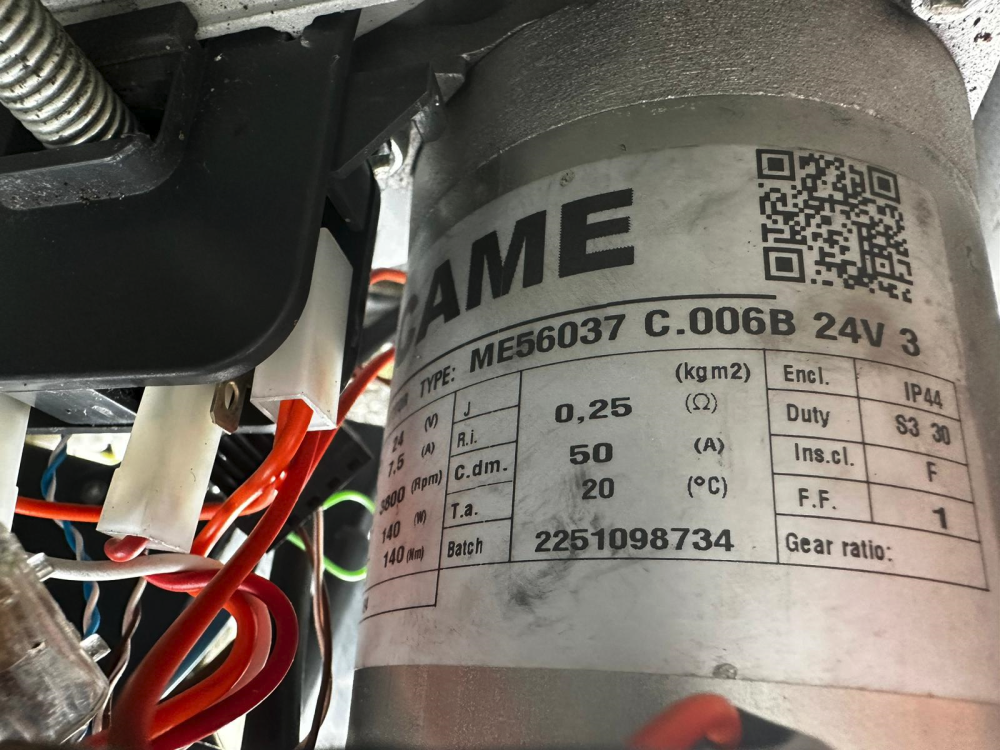 CAME
TYPE: ME56037 C.006B 24V 3
24 (V) J (kgm2) Encl. IP44
7.5 (A) R.i. 0,25 (Ω) Duty S3 30
3800 (Rpm) C.dm. 50 (A) Ins.cl. F
140 (W) T.a. 20 (°C) F.F. 1
140 (Nm) Batch 2251098734 Gear ratio: